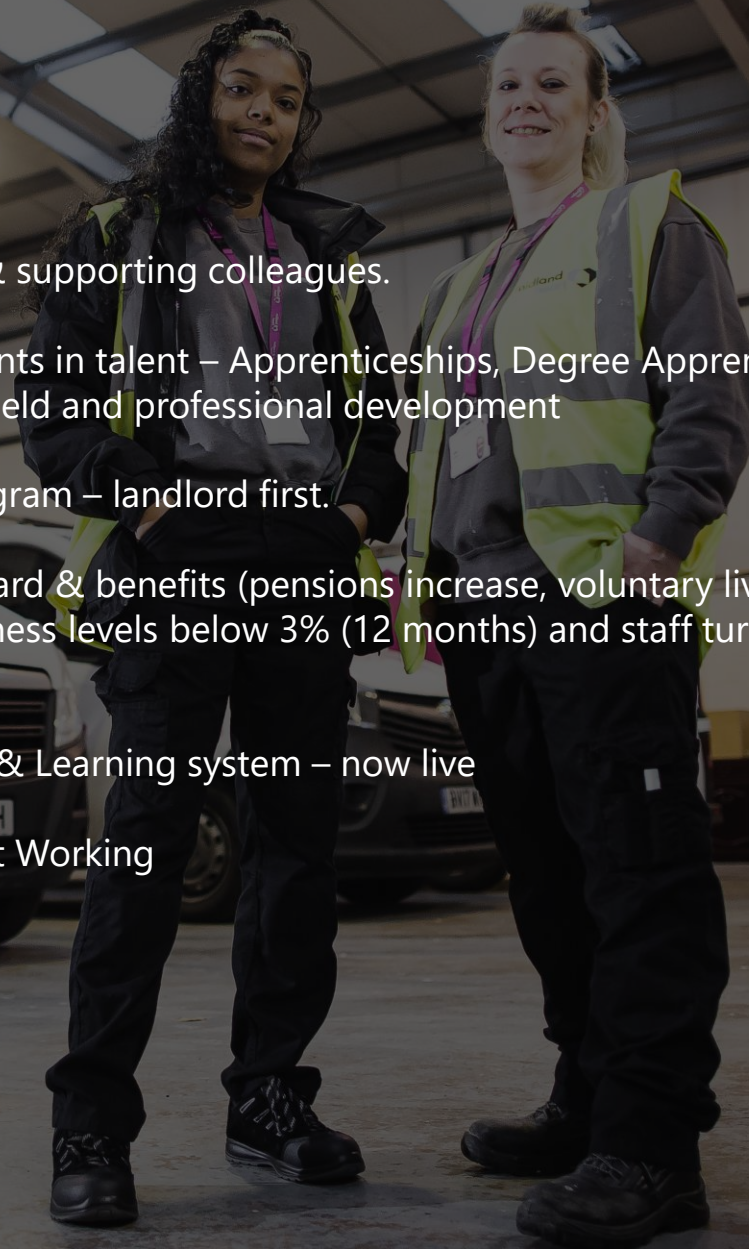 & supporting colleagues.
nts in talent – Apprenticeships, Degree Appren
eld and professional development
gram – landlord first.
ard & benefits (pensions increase, voluntary liv
ness levels below 3% (12 months) and staff tur
& Learning system – now live
t Working